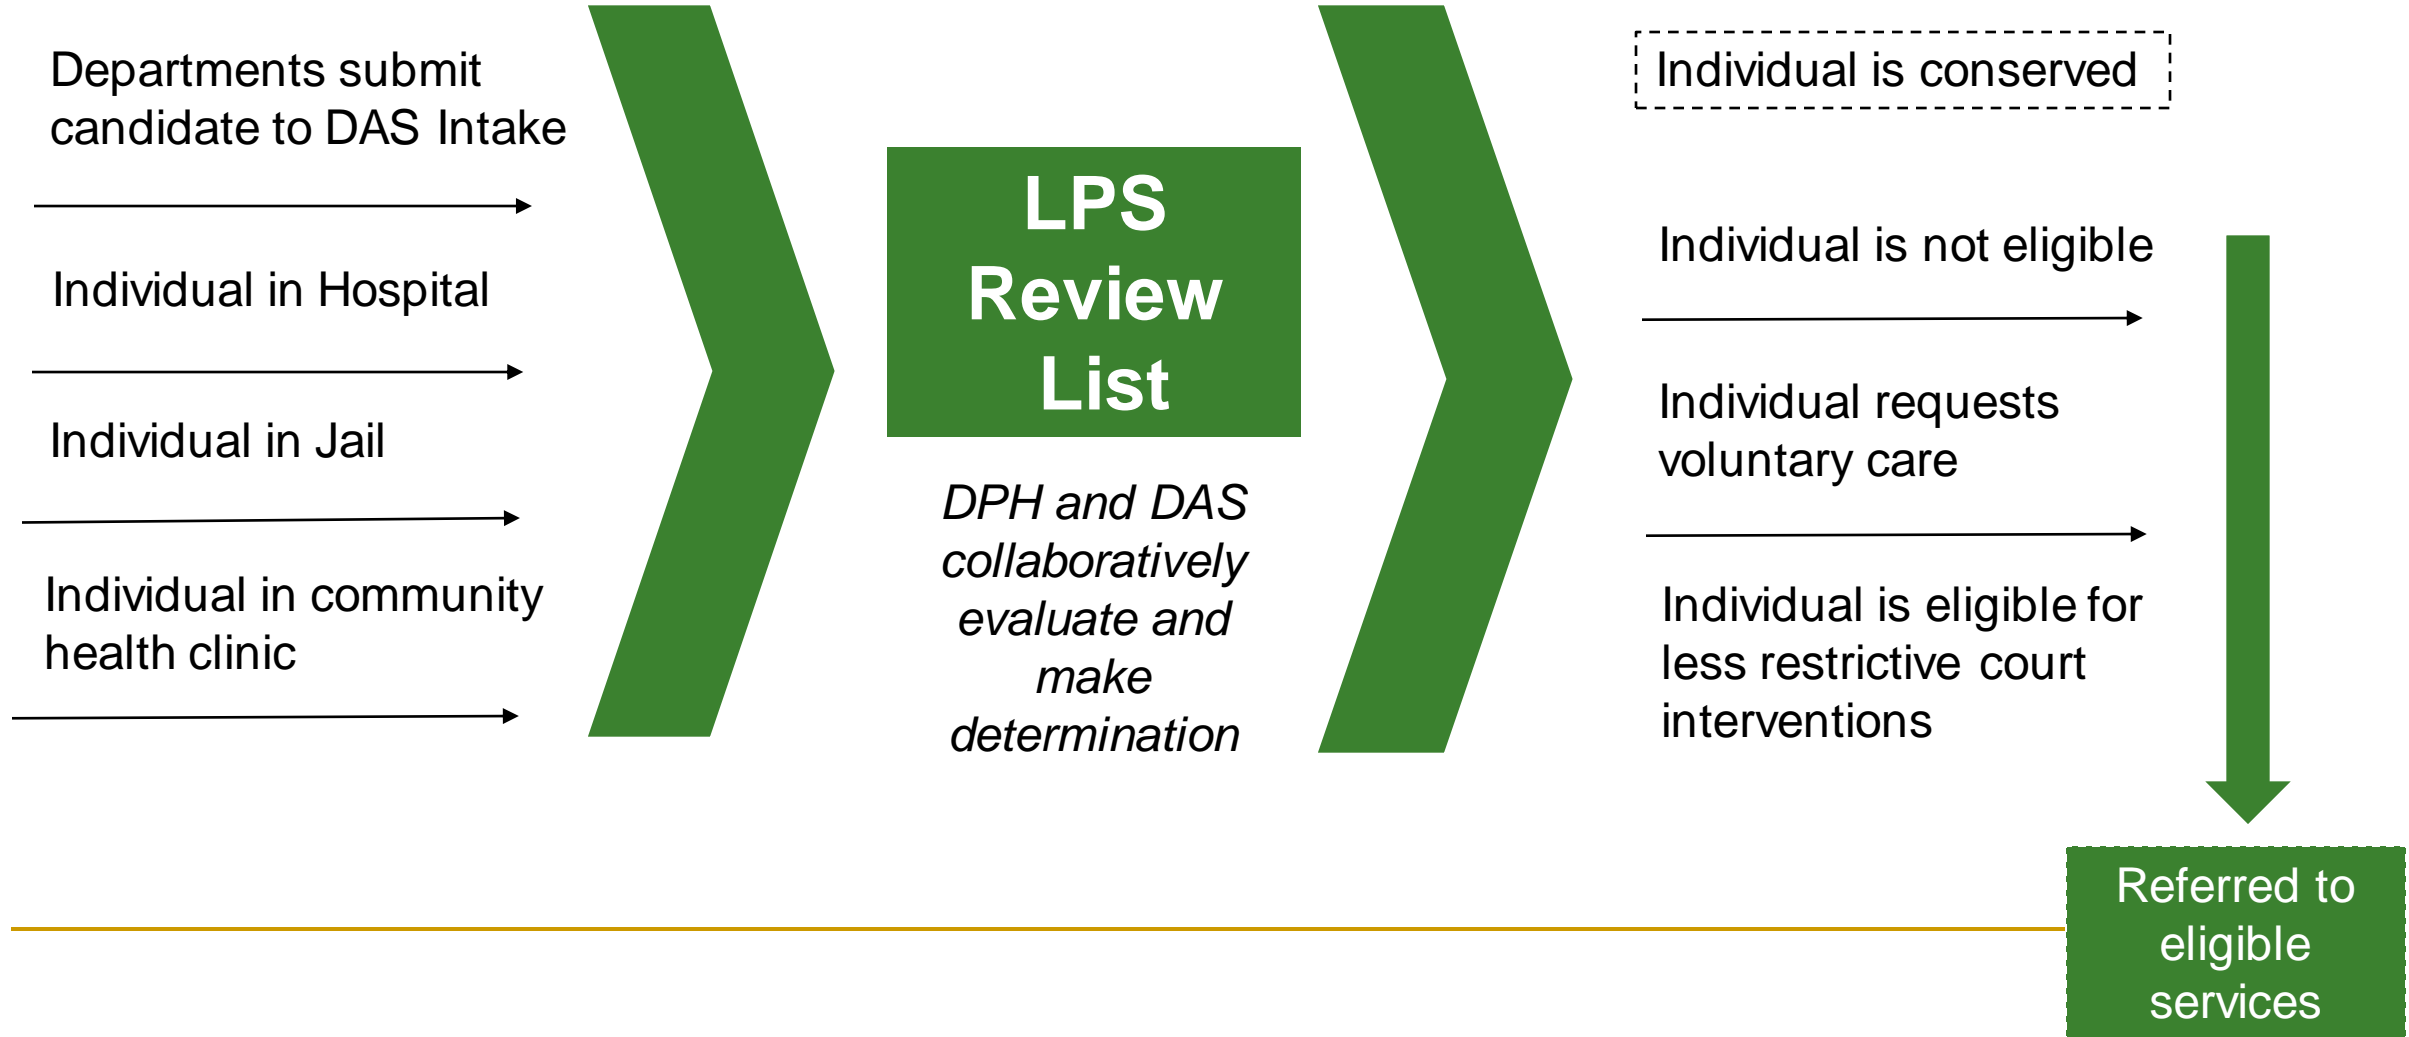 Departments submit
candidate to DAS Intake
Individual in Hospital
Individual in Jail
Individual in community
health clinic
LPS
Review
List
DPH and DAS
collaboratively
evaluate and
make
determination
Individual is conserved
Individual is not eligible
Individual requests
voluntary care
Individual is eligible for
less restrictive court
interventions
Referred to
eligible
services